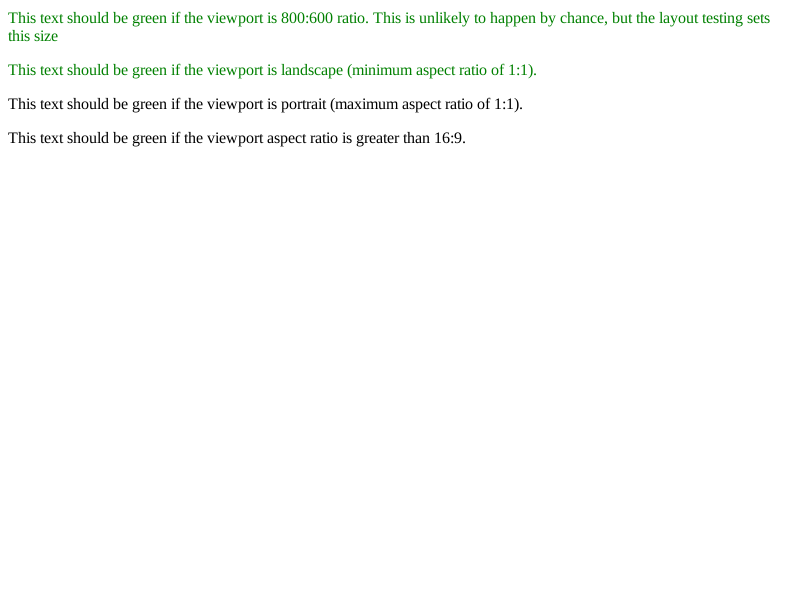 This text should be green if the viewport is 800:600 ratio. This is unlikely to happen by chance, but the layout testing sets
this size
This text should be green if the viewport is landscape (minimum aspect ratio of 1:1).
This text should be green if the viewport is portrait (maximum aspect ratio of 1:1).
This text should be green if the viewport aspect ratio is greater than 16:9.